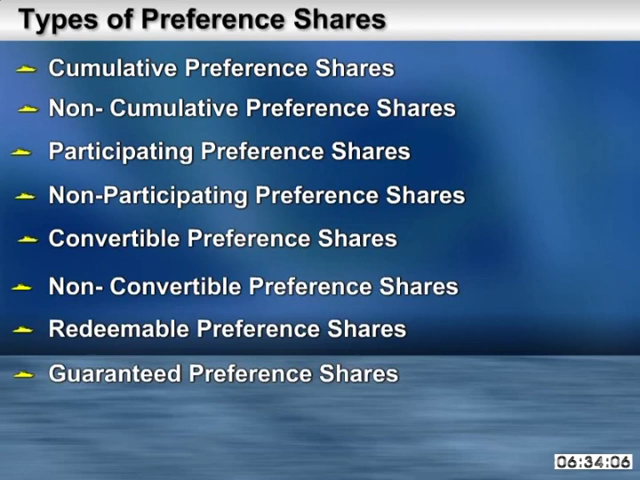 Types of Preference Shares
Cumulative Preference Shares
Non- Cumulative Preference Shares
Participating Preference Shares
Non-Participating Preference Shares
Convertible Preference Shares
Non- Convertible Preference Shares
Redeemable Preference Shares
Guaranteed Preference Shares
06:34:06